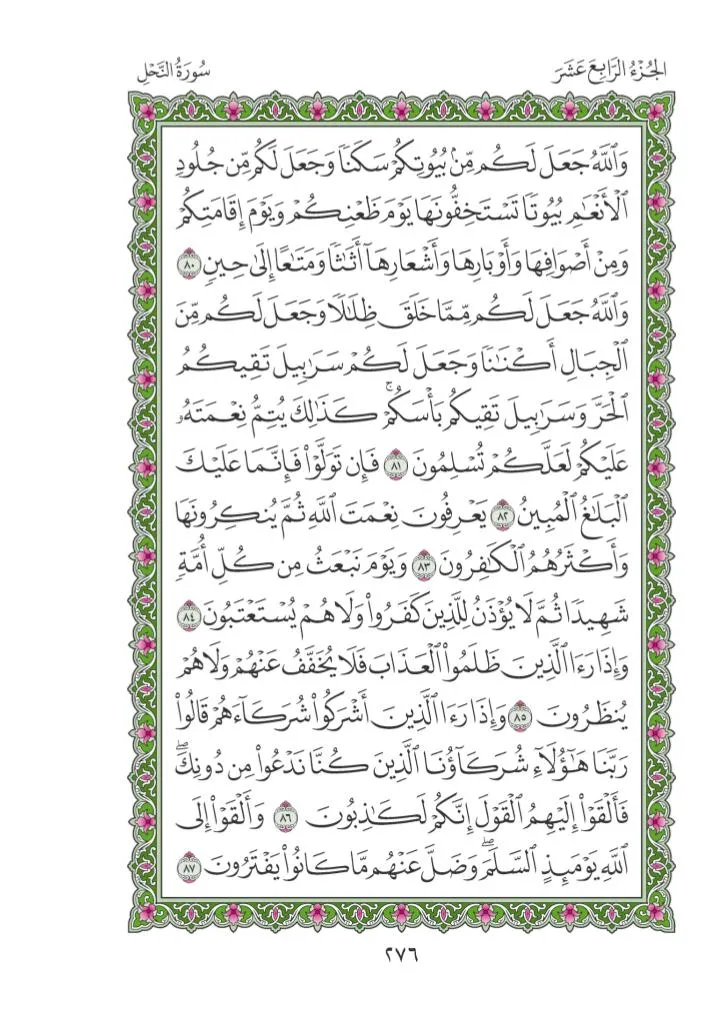 الجُزْءُ الرَّابِعَ عَشَرَ
سُورَةُ النَّحْلِ
وَٱللَّهُ جَعَلَ لَكُم مِّنۢ بُيُوتِكُمْ سَكَنًا وَجَعَلَ لَكُم مِّن جُلُودِ
ٱلْأَنْعَٰمِ بُيُوتًا تَسْتَخِفُّونَهَا يَوْمَ ظَعْنِكُمْ وَيَوْمَ إِقَامَتِكُمْ
وَمِنْ أَصْوَافِهَا وَأَوْبَارِهَا وَأَشْعَارِهَآ أَثَٰثًا وَمَتَٰعًا إِلَىٰ حِينٍ ٨٠
وَٱللَّهُ جَعَلَ لَكُم مِّمَّا خَلَقَ ظِلَٰلًا وَجَعَلَ لَكُم مِّنَ
ٱلْجِبَالِ أَكْنَٰنًا وَجَعَلَ لَكُمْ سَرَٰبِيلَ تَقِيكُمُ
ٱلْحَرَّ وَسَرَٰبِيلَ تَقِيكُم بَأْسَكُمْۚ كَذَٰلِكَ يُتِمُّ نِعْمَتَهُۥ
عَلَيْكُمْ لَعَلَّكُمْ تُسْلِمُونَ ٨١ فَإِن تَوَلَّوْا۟ فَإِنَّمَا عَلَيْكَ
ٱلْبَلَٰغُ ٱلْمُبِينُ ٨٢ يَعْرِفُونَ نِعْمَتَ ٱللَّهِ ثُمَّ يُنكِرُونَهَا
وَأَكْثَرُهُمُ ٱلْكَٰفِرُونَ ٨٣ وَيَوْمَ نَبْعَثُ مِن كُلِّ أُمَّةٍ
شَهِيدًا ثُمَّ لَا يُؤْذَنُ لِلَّذِينَ كَفَرُوا۟ وَلَا هُمْ يُسْتَعْتَبُونَ ٨٤
وَإِذَا رَءَا ٱلَّذِينَ ظَلَمُوا۟ ٱلْعَذَابَ فَلَا يُخَفَّفُ عَنْهُمْ وَلَا هُمْ
يُنظَرُونَ ٨٥ وَإِذَا رَءَا ٱلَّذِينَ أَشْرَكُوا۟ شُرَكَآءَهُمْ قَالُوا۟
رَبَّنَا هَٰٓؤُلَآءِ شُرَكَآؤُنَا ٱلَّذِينَ كُنَّا نَدْعُوا۟ مِن دُونِكَۖ
فَأَلْقَوْا۟ إِلَيْهِمُ ٱلْقَوْلَ إِنَّكُمْ لَكَٰذِبُونَ ٨٦ وَأَلْقَوْا۟ إِلَى
ٱللَّهِ يَوْمَئِذٍ ٱلسَّلَمَۖ وَضَلَّ عَنْهُم مَّا كَانُوا۟ يَفْتَرُونَ ٨٧
٢٧٦